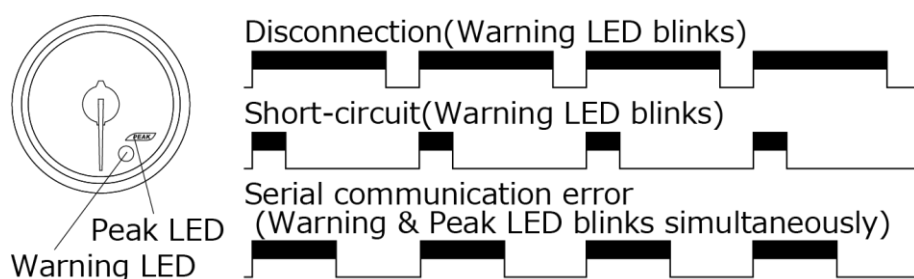 Disconnection(Warning LED blinks)
PEAK
Short-circuit(Warning LED blinks)
Serial communication error
(Warning & Peak LED blinks simultaneously)
Peak LED
Warning LED